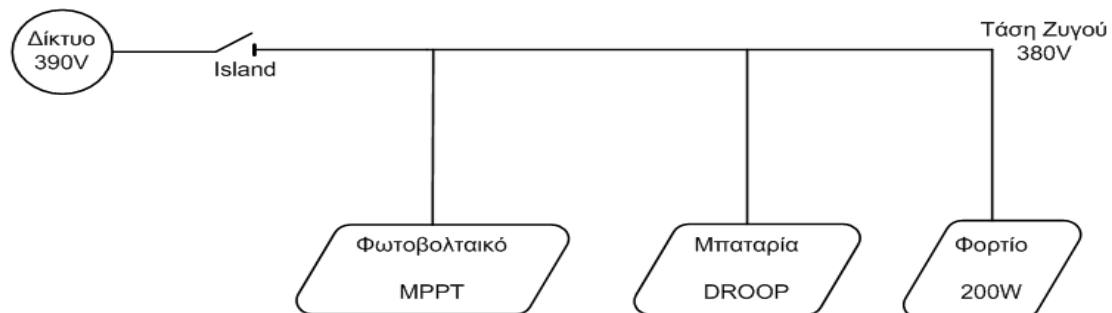 Δίκτυο
390V
Island
Τάση Ζυγού
380V
Φωτοβολταικό
MPPT
Μπαταρία
DROOP
Φορτίο
200W